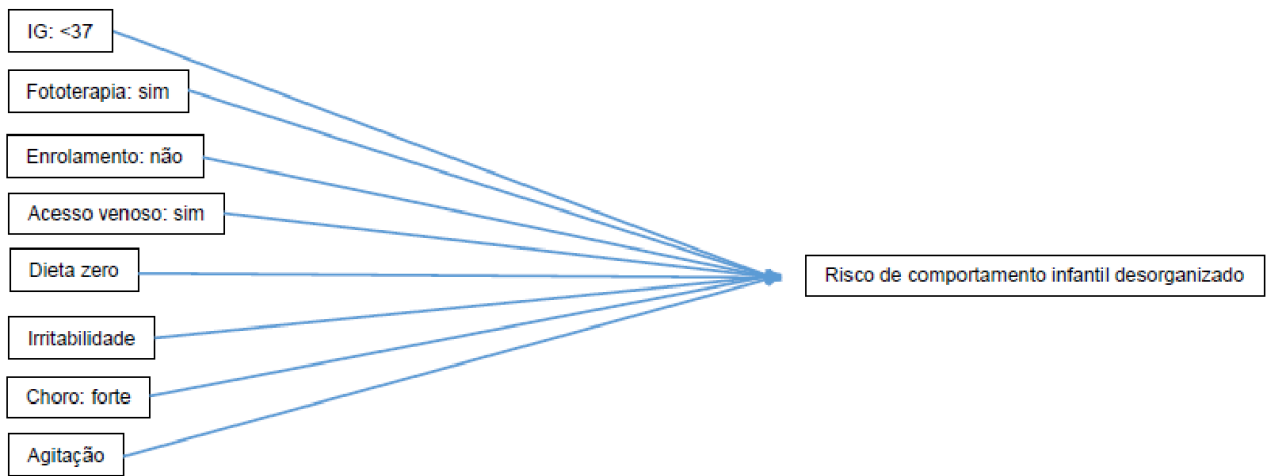 IG: <37
Fototerapia: sim
Enrolamento: não
Acesso venoso: sim
Dieta zero
Risco de comportamento infantil desorganizado
Irritabilidade
Choro: forte
Agitação